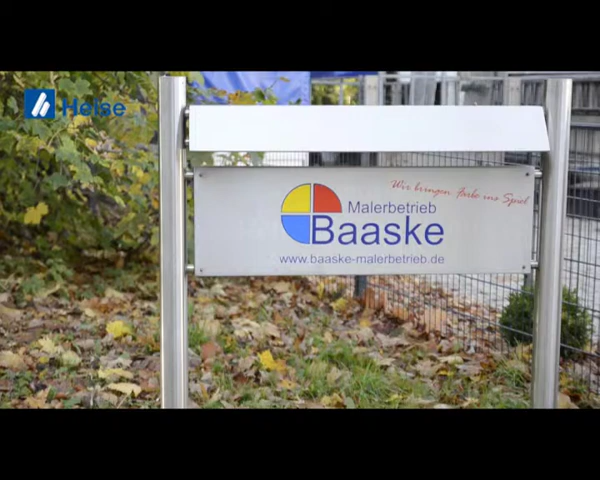 Heise
Wir bringen Farbe ins Spiel
Malerbetrieb
Baaske
www.baaske-malerbetrieb.de